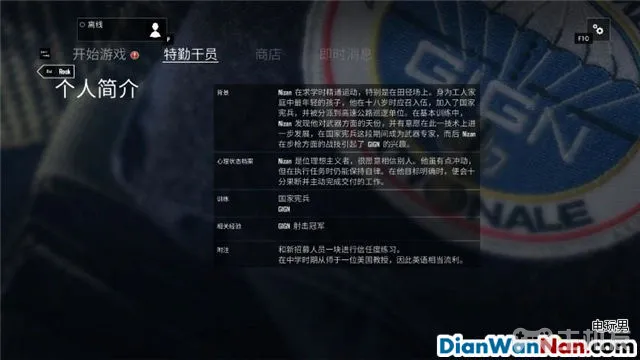 离线
P
F10
开始游戏
特勤干员
商店
即时消息
Esc Rook
个人简介
背景
Nizan 在求学时精通运动，特别是在田径场上。身为工人家
庭中最年轻的孩子，他在十八岁时应召入伍，加入了国家
宪兵，并被分派到高速公路巡逻单位。在基本训练中，
Nizan 发现他对武器方面的天份，并有意愿在此一技术上进
一步发展，在国家宪兵这段期间成为武器专家，而后 Nizan
在步枪方面的战技引起了 GIGN 的兴趣。
心理状态档案
Nizan 是位理想主义者，很愿意相信别人。他虽有点冲动，
但在执行任务时仍能保持自律。在他目标明确时，便会十
分果断并主动完成交付的工作。
训练
国家宪兵
GIGN
相关经验
GIGN 射击冠军
附注
和新招募人员一块进行信任度练习。
在中学时期从师于一位美国教授，因此英语相当流利。
GIGN
NALE
电玩男
DianWanNan.com